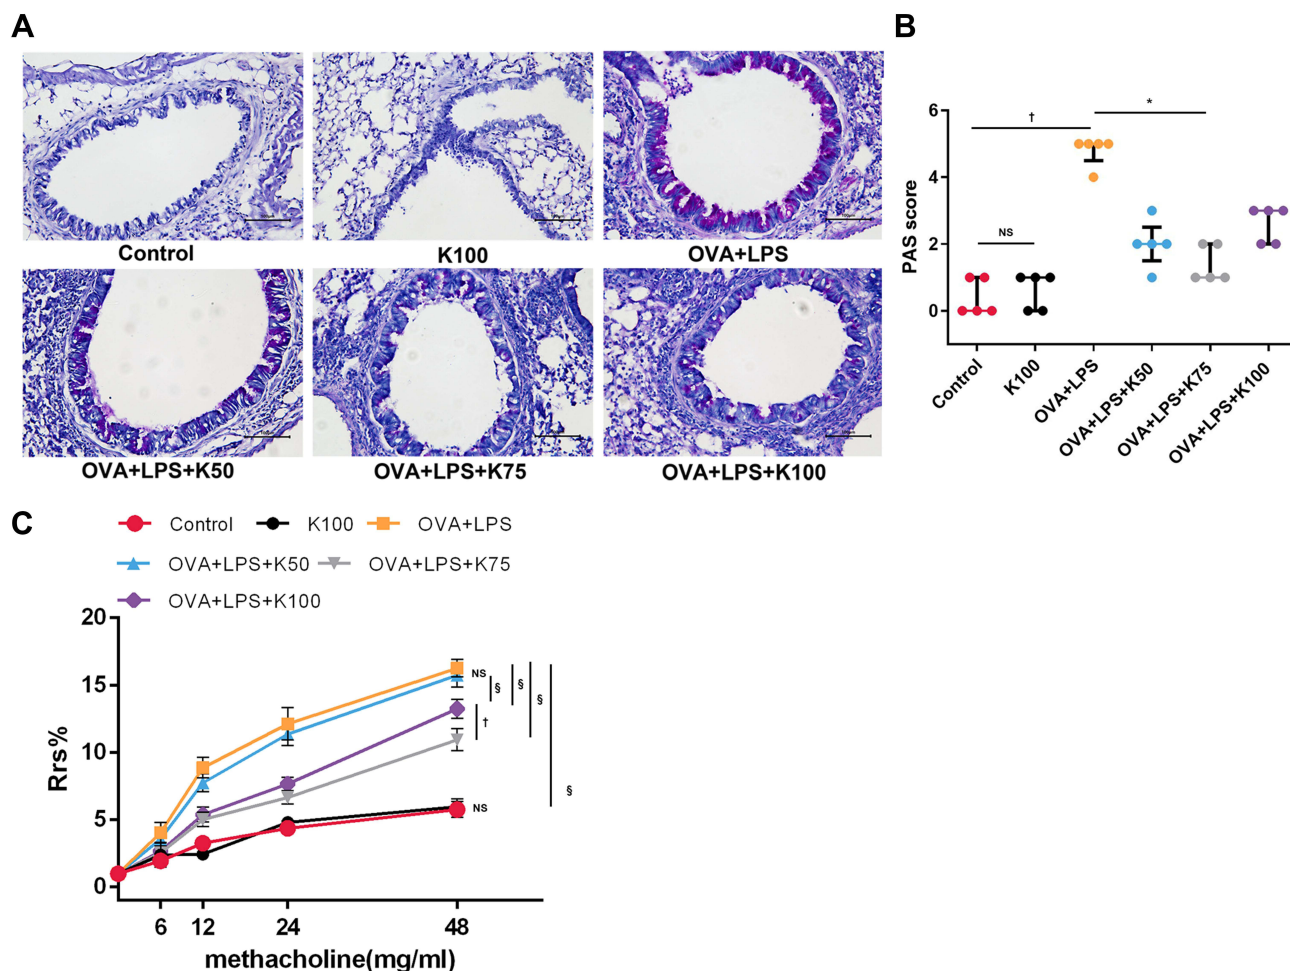 A
B
Control
K100
OVA+LPS
OVA+LPS+K50
OVA+LPS+K75
OVA+LPS+K100
PAS score
6
4
2
0
†
*
NS
Control
K100
OVA+LPS
OVA+LPS+K50
OVA+LPS+K75
OVA+LPS+K100
C
Control K100 OVA+LPS
OVA+LPS+K50 OVA+LPS+K75
OVA+LPS+K100
Rrs%
20
15
10
5
0
NS
§
§
§
†
§
NS
6 12 24 48
methacholine(mg/ml)